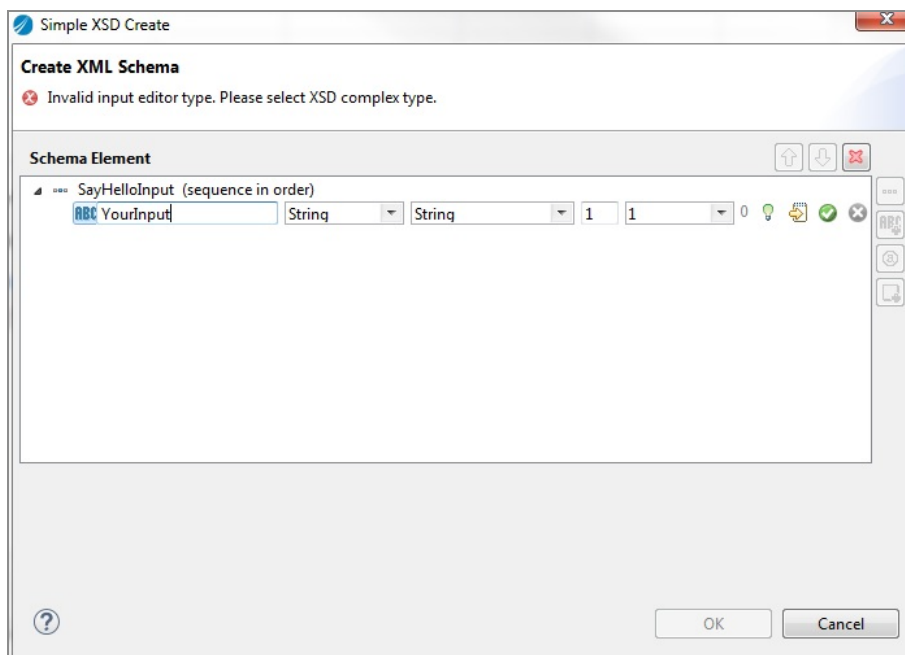 Simple XSD Create
Create XML Schema
Invalid input editor type. Please select XSD complex type.
Schema Element
SayHelloInput (sequence in order)
ABC YourInput String String 1 1 0
ABC
a
?
OK Cancel